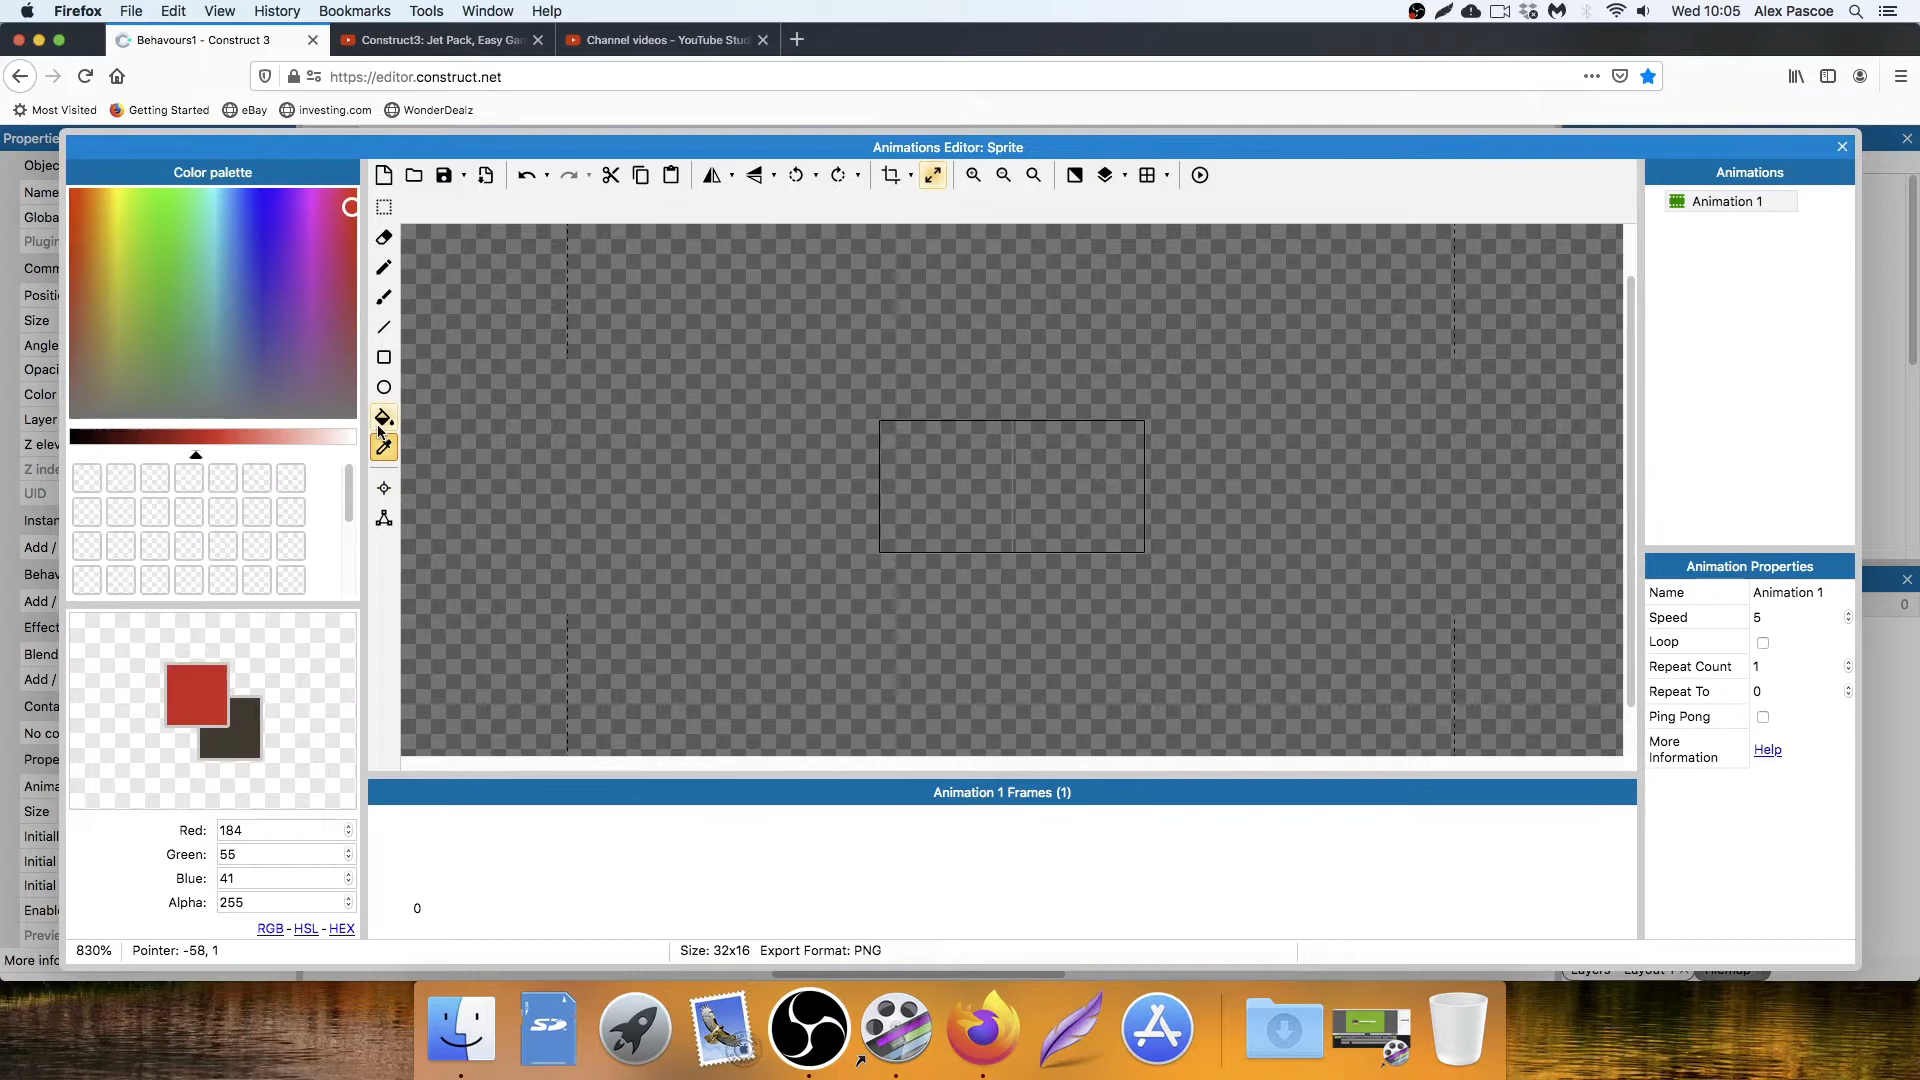 Firefox File Edit View History Bookmarks Tools Window Help Wed 10:05 Alex Pascoe
Behavours1 - Construct 3 Construct3: Jet Pack, Easy Gam Channel videos - YouTube Stud
https://editor.construct.net
Most Visited Getting Started eBay investing.com WonderDealz
Propertie
Animations Editor: Sprite
Color palette
Animations
Animation 1
Objec
Name
Globa
Plugin
Comm
Positi
Size
Angle
Opaci
Color
Layer
Z elev
Z inde
UID
Instan
Add /
Behav
Add /
Effect
Blend
Add /
Conta
No co
Prope
Anima
Size
Initiall
Initial
Initial
Enabl
Previe
More info
Animation Properties
0
Name Animation 1
Speed 5
Loop
Repeat Count 1
Repeat To 0
Ping Pong
More Information Help
Animation 1 Frames (1)
Red: 184
Green: 55
Blue: 41
Alpha: 255
RGB - HSL - HEX
0
830% Pointer: -58, 1 Size: 32x16 Export Format: PNG
SD